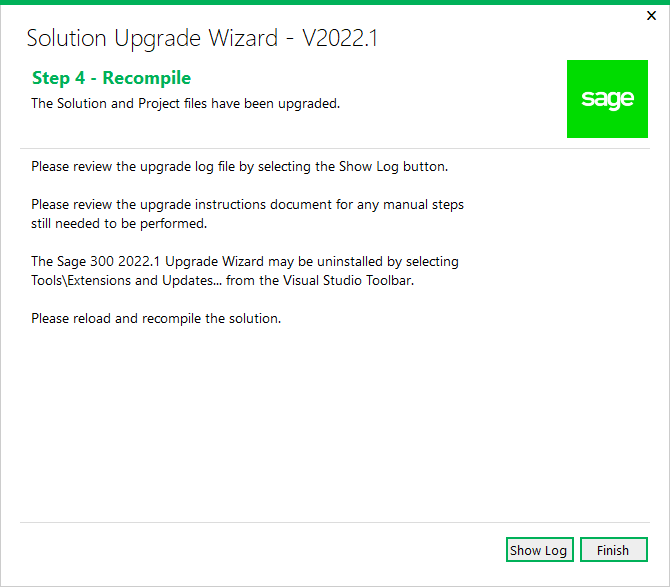 Solution Upgrade Wizard - V2022.1
Step 4 - Recompile
The Solution and Project files have been upgraded.
sage
Please review the upgrade log file by selecting the Show Log button.
Please review the upgrade instructions document for any manual steps
still needed to be performed.
The Sage 300 2022.1 Upgrade Wizard may be uninstalled by selecting
Tools\Extensions and Updates... from the Visual Studio Toolbar.
Please reload and recompile the solution.
Show Log
Finish